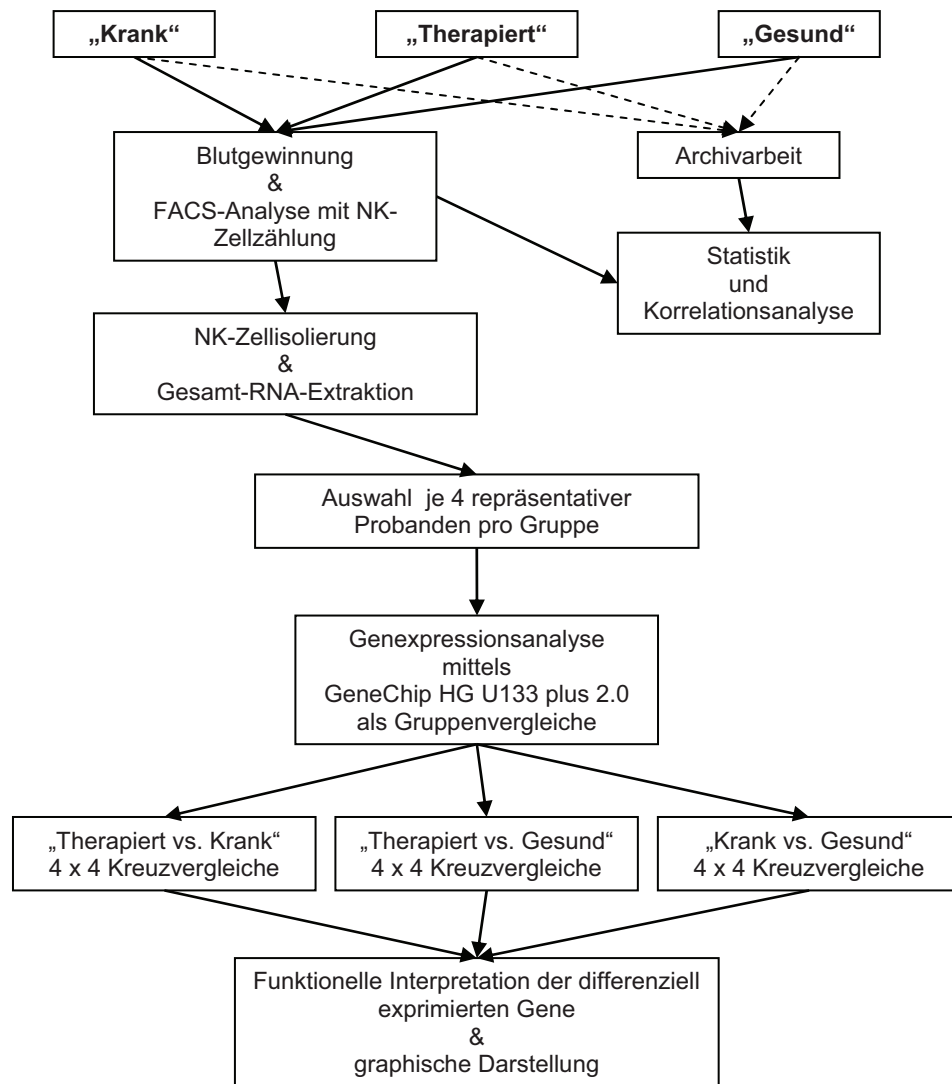 „Krank“
„Therapiert“
„Gesund“
Blutgewinnung
&
FACS-Analyse mit NK-
Zellzählung
Archivarbeit
Statistik
und
Korrelationsanalyse
NK-Zellisolierung
&
Gesamt-RNA-Extraktion
Auswahl je 4 repräsentativer
Probanden pro Gruppe
Genexpressionsanalyse
mittels
GeneChip HG U133 plus 2.0
als Gruppenvergleiche
„Therapiert vs. Krank“
4 x 4 Kreuzvergleiche
„Therapiert vs. Gesund“
4 x 4 Kreuzvergleiche
„Krank vs. Gesund“
4 x 4 Kreuzvergleiche
Funktionelle Interpretation der differenziell
exprimierten Gene
&
graphische Darstellung